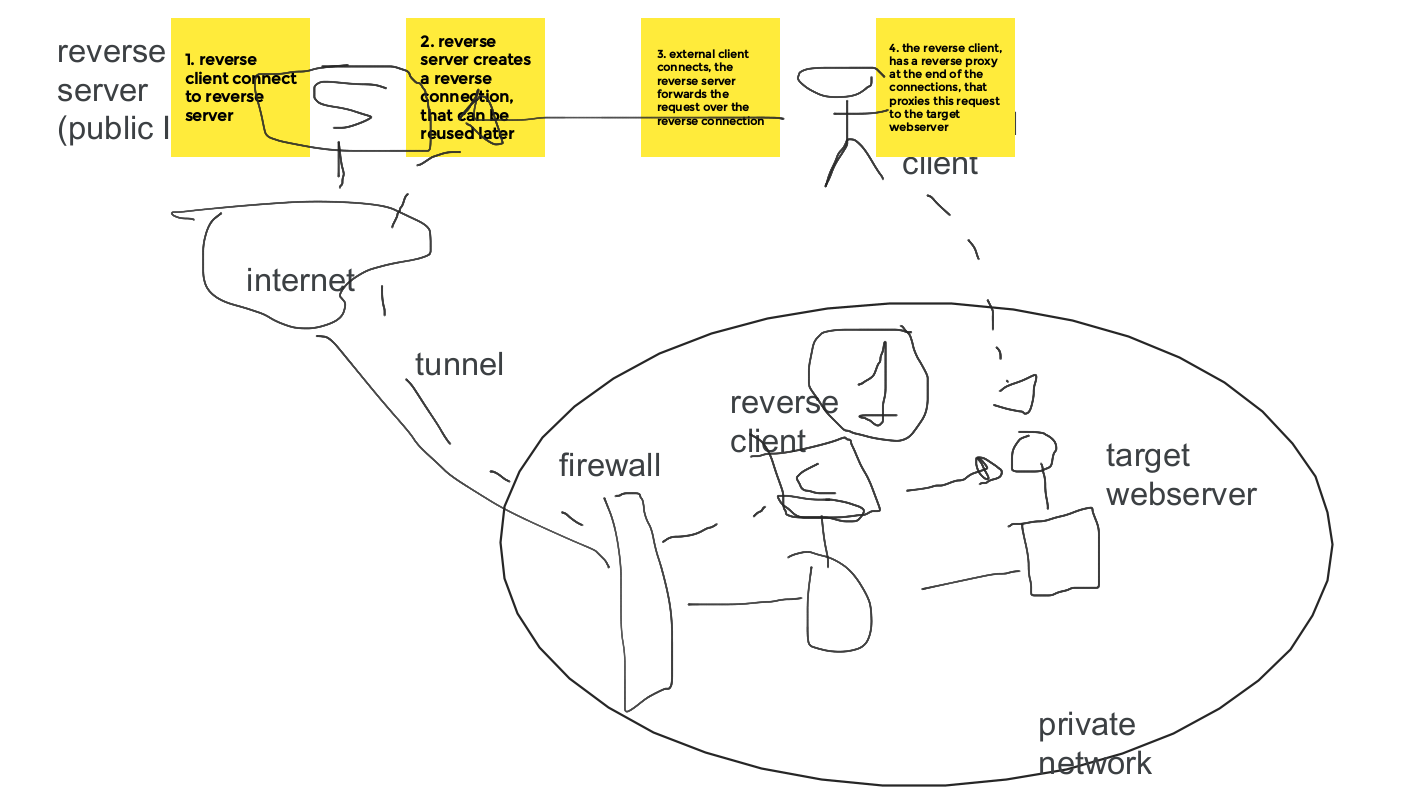 reverse
server
(public I
1. reverse
client connect
to reverse
server
2. reverse
server creates
a reverse
connection,
that can be
reused later
3. external client
connects, the
reverse server
forwards the
request over the
reverse connection
4. the reverse client,
has a reverse proxy
at the end of the
connections, that
proxies this request
to the target
webserver
S
client
internet
tunnel
1
reverse
client
C
firewall
target
webserver
private
network